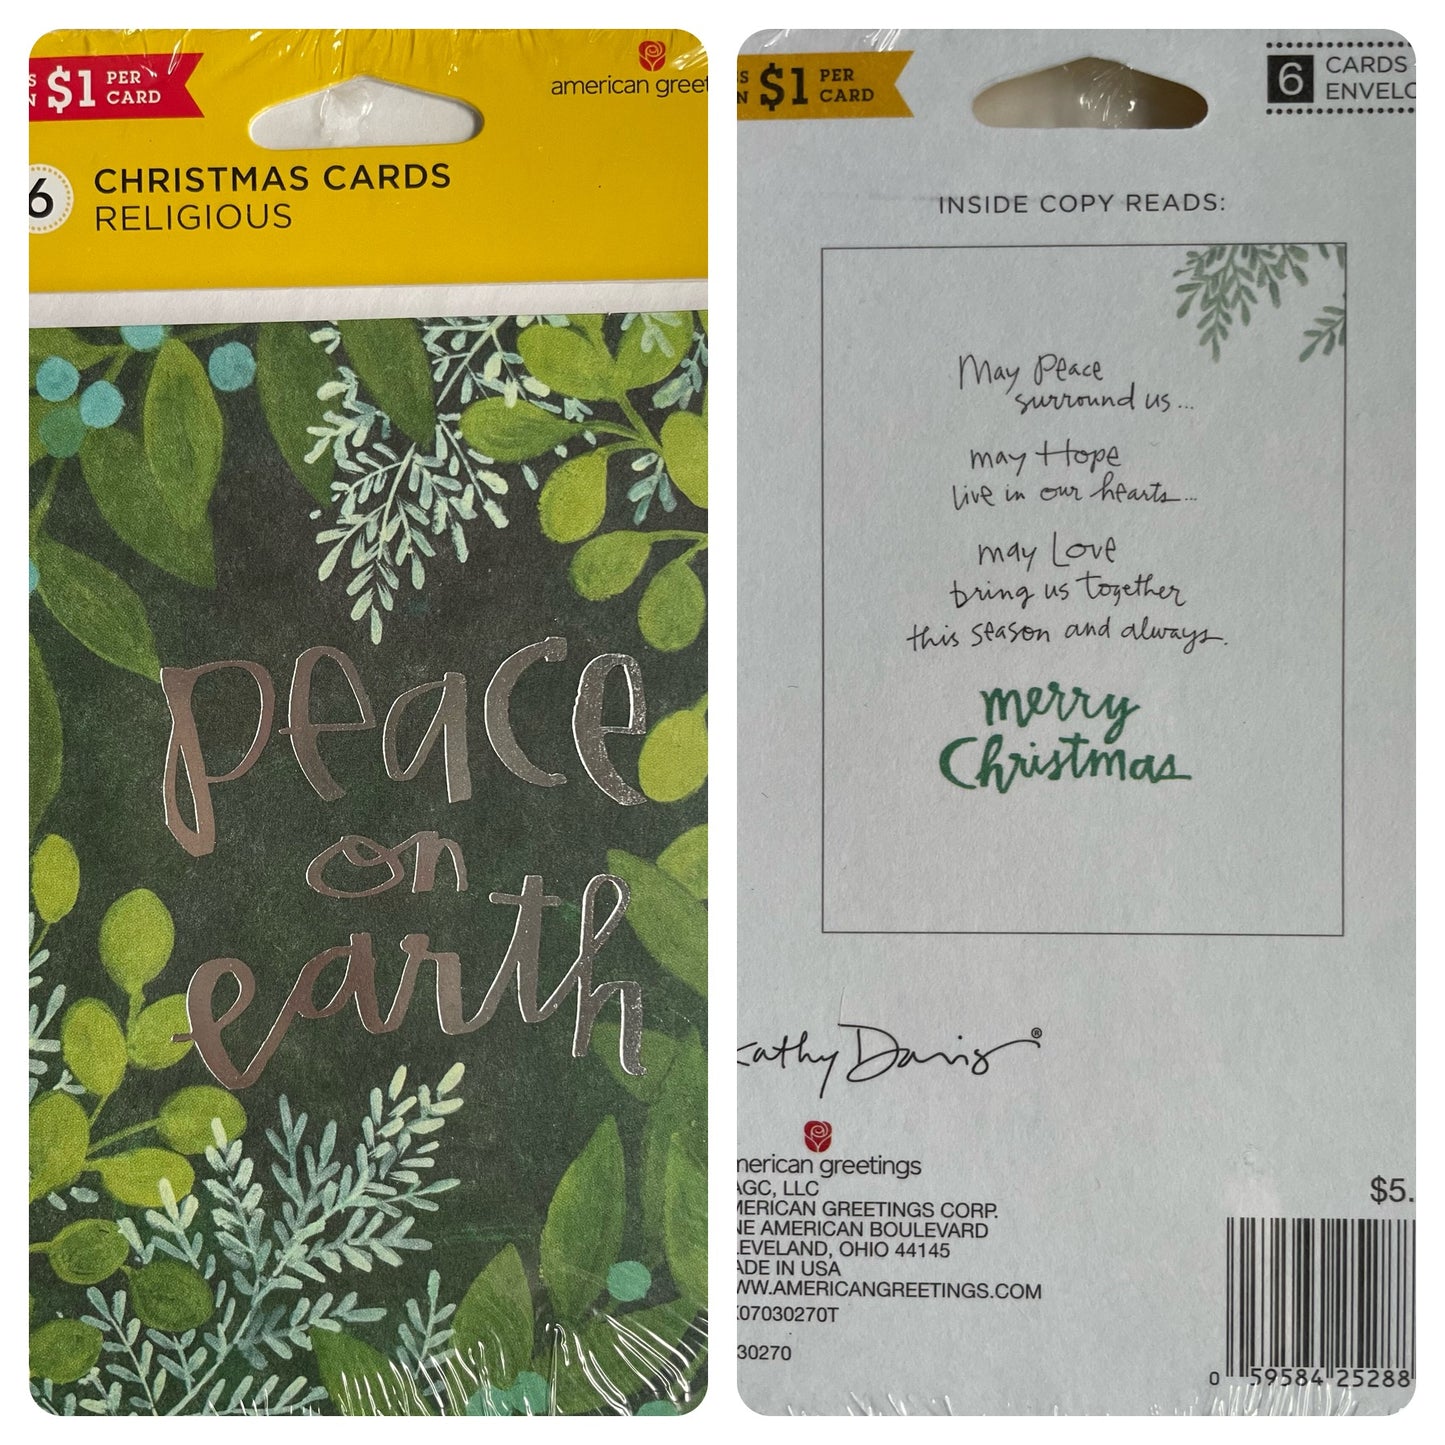 $1 PER
CARD
american greet
6
CHRISTMAS CARDS
RELIGIOUS
peace
on
earth
$1 PER
CARD
6 CARDS
ENVELO
INSIDE COPY READS:
May Peace
surround us...
may Hope
live in our hearts...
may Love
bring us together
this season and always.
merry
Christmas
Kathy Davis®
merican greetings
AGC, LLC
MERICAN GREETINGS CORP.
NE AMERICAN BOULEVARD
LEVELAND, OHIO 44145
ADE IN USA
WW.AMERICANGREETINGS.COM
07030270T
30270
$5.
0 59584 25288